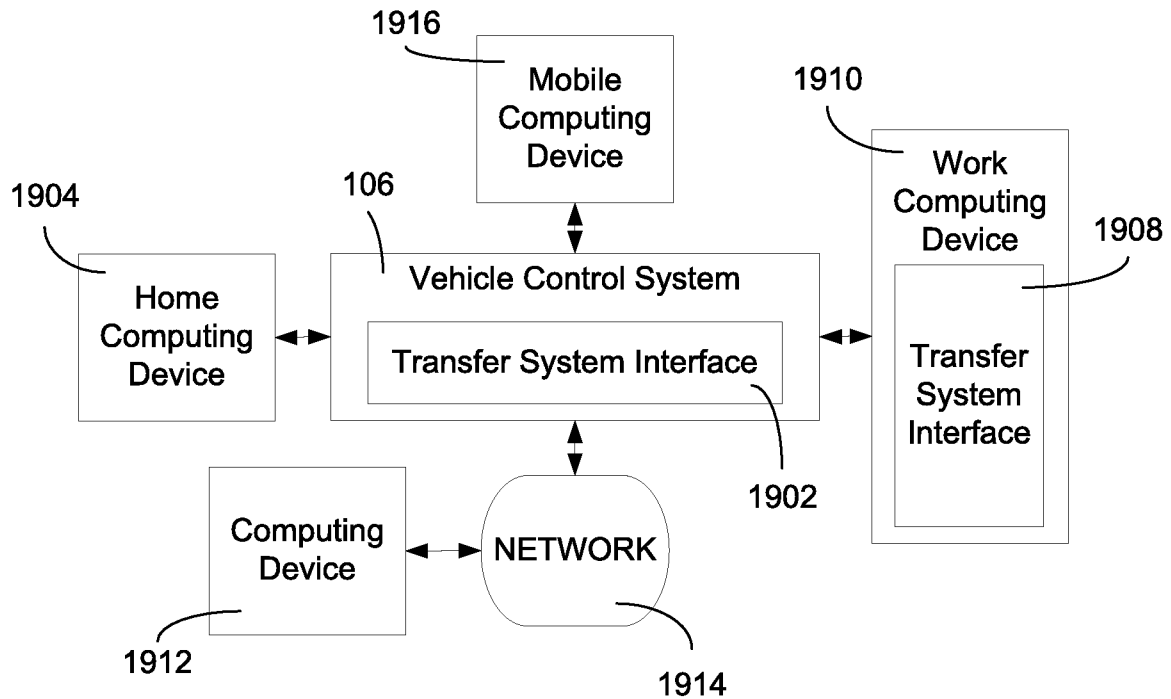 1916
Mobile
Computing
Device
1910
Work
Computing
Device
1908
Transfer
System
Interface
106
Vehicle Control System
Transfer System Interface
1902
1904
Home
Computing
Device
Computing
Device
1912
NETWORK
1914